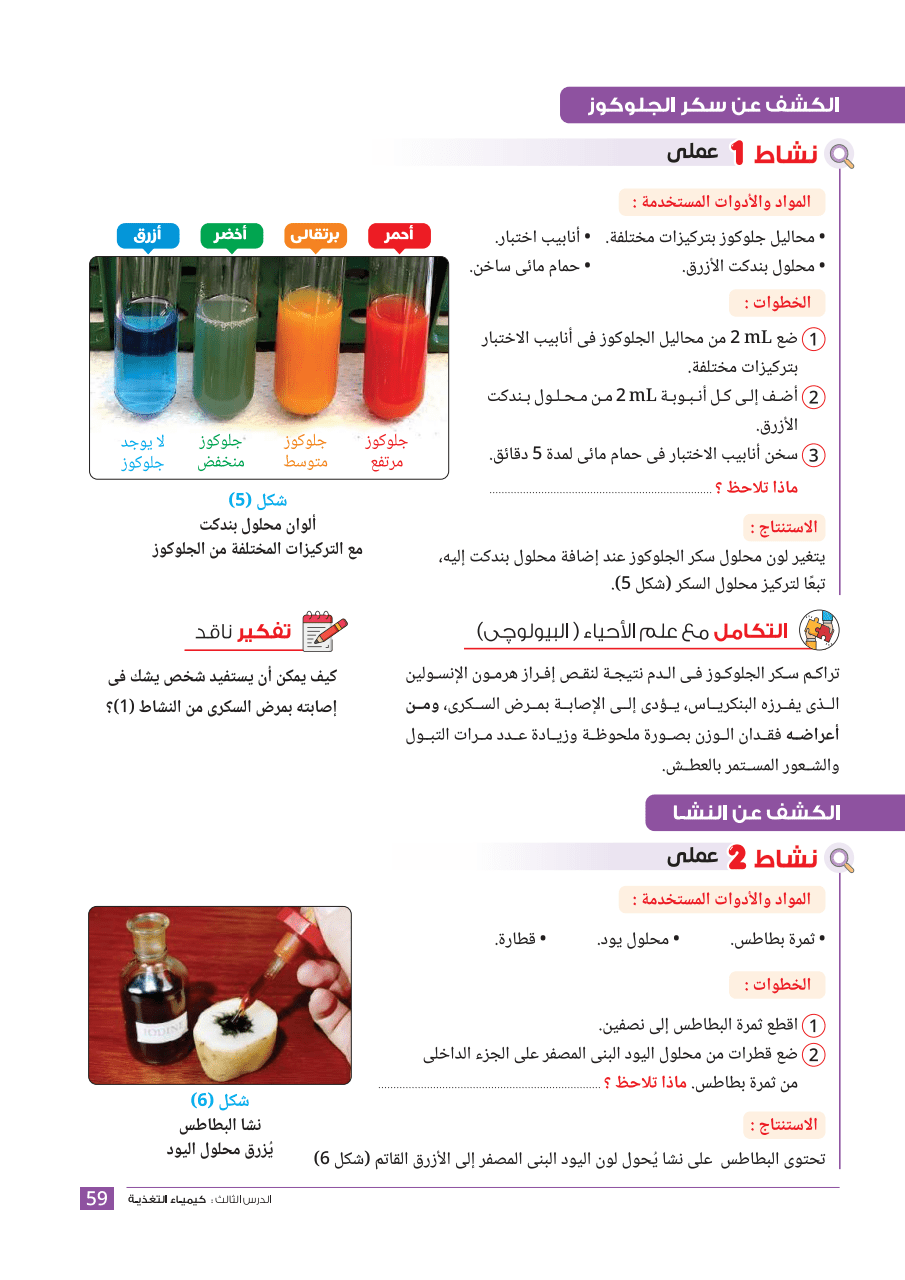 الكشف عن سكر الجلوكوز
نشاط 1 عملى
المواد والأدوات المستخدمة :
• محاليل جلوكوز بتركيزات مختلفة. • أنابيب اختبار.
• محلول بندكت الأزرق. • حمام مائى ساخن.
الخطوات :
1 ضع 2 mL من محاليل الجلوكوز فى أنابيب الاختبار
بتركيزات مختلفة.
2 أضف إلى كل أنبوبة 2 mL من محلول بندكت
الأزرق.
3 سخن أنابيب الاختبار فى حمام مائى لمدة 5 دقائق.
ماذا تلاحظ ؟ ........................................
الاستنتاج :
يتغير لون محلول سكر الجلوكوز عند إضافة محلول بندكت إليه،
تبعًا لتركيز محلول السكر (شكل 5).
أحمر برتقالى أخضر أزرق
جلوكوز جلوكوز جلوكوز لا يوجد
مرتفع متوسط منخفض جلوكوز
شكل (5)
ألوان محلول بندكت
مع التركيزات المختلفة من الجلوكوز
التكامل مع علم الأحياء ( البيولوچى)
تراكم سكر الجلوكوز فى الدم نتيجة لنقص إفراز هرمون الإنسولين
الذى يفرزه البنكرياس، يؤدى إلى الإصابة بمرض السكرى، ومن
أعراضه فقدان الوزن بصورة ملحوظة وزيادة عدد مرات التبول
والشعور المستمر بالعطش.
تفكير ناقد
كيف يمكن أن يستفيد شخص يشك فى
إصابته بمرض السكرى من النشاط (1)؟
الكشف عن النشا
نشاط 2 عملى
المواد والأدوات المستخدمة :
• ثمرة بطاطس. • محلول يود. • قطارة.
الخطوات :
1 اقطع ثمرة البطاطس إلى نصفين.
2 ضع قطرات من محلول اليود البنى المصفر على الجزء الداخلى
من ثمرة بطاطس. ماذا تلاحظ ؟ ........................................
الاستنتاج :
تحتوى البطاطس على نشا يُحول لون اليود البنى المصفر إلى الأزرق القاتم (شكل 6)
IODINE
شكل (6)
نشا البطاطس
يُزرق محلول اليود
الدرس الثالث : كيمياء التغذية
59